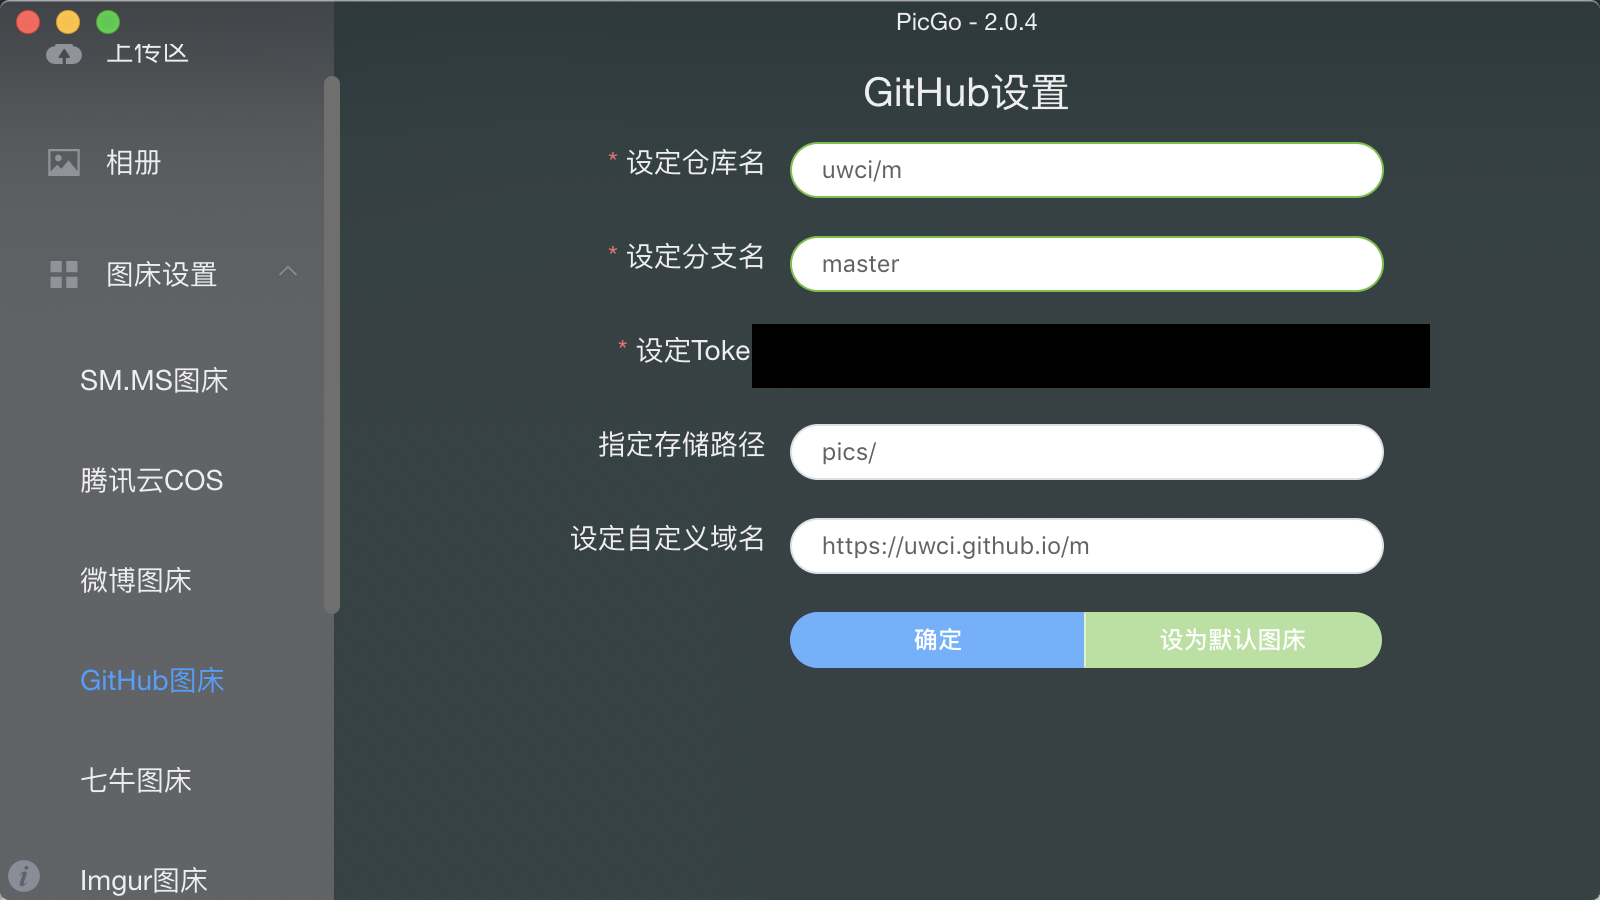 PicGo - 2.0.4
上传区
相册
图床设置
SM.MS图床
腾讯云COS
微博图床
GitHub图床
七牛图床
Imgur图床
GitHub设置
* 设定仓库名
uwci/m
* 设定分支名
master
* 设定Toke
指定存储路径
pics/
设定自定义域名
https://uwci.github.io/m
确定
设为默认图床